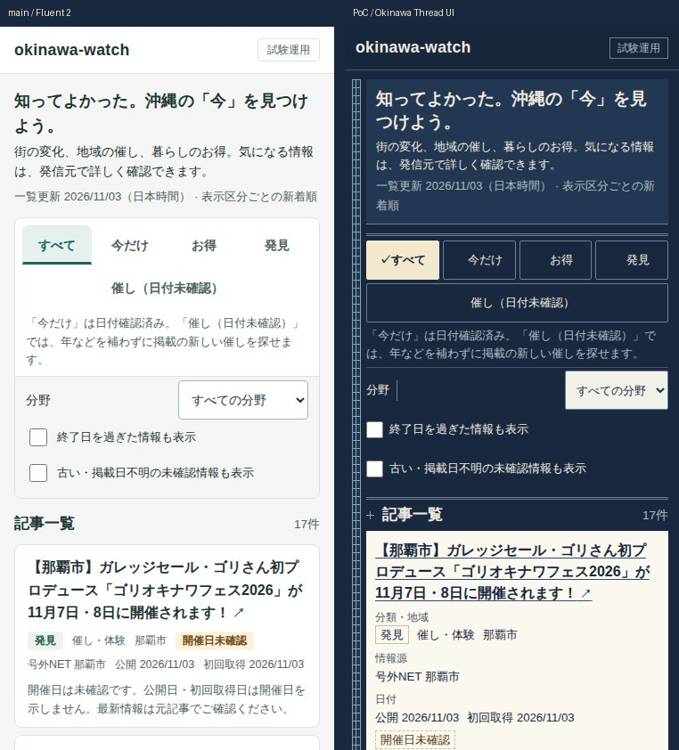 main / Fluent 2
okinawa-watch
試験運用
知ってよかった。沖縄の「今」を見つけ
よう。
街の変化、地域の催し、暮らしのお得。気になる情報
は、発信元で詳しく確認できます。
一覧更新 2026/11/03（日本時間） · 表示区分ごとの新着順
すべて 今だけ お得 発見
催し（日付未確認）
「今だけ」は日付確認済み。「催し（日付未確認）」
では、年などを補わずに掲載の新しい催しを探せま
す。
分野 すべての分野
終了日を過ぎた情報も表示
古い・掲載日不明の未確認情報も表示
記事一覧 17件
【那覇市】ガレッジセール・ゴリさん初プ
ロデュース「ゴリオキナワフェス2026」が
11月7日・8日に開催されます！ ↗
発見 催し・体験 那覇市 開催日未確認
号外NET 那覇市 公開 2026/11/03 初回取得 2026/11/03
開催日は未確認です。公開日・初回取得日は開催日を
示しません。最新情報は元記事でご確認ください。
PoC / Okinawa Thread UI
okinawa-watch
試験運用
知ってよかった。沖縄の「今」を見
つけよう。
街の変化、地域の催し、暮らしのお得。気になる情報
は、発信元で詳しく確認できます。
一覧更新 2026/11/03（日本時間） · 表示区分ごとの新
着順
✓すべて 今だけ お得 発見
催し（日付未確認）
「今だけ」は日付確認済み。「催し（日付未確認）」で
は、年などを補わずに掲載の新しい催しを探せます。
分野 すべての分野
終了日を過ぎた情報も表示
古い・掲載日不明の未確認情報も表示
+ 記事一覧 17件
【那覇市】ガレッジセール・ゴリさん初プ
ロデュース「ゴリオキナワフェス2026」が
11月7日・8日に開催されます！ ↗
分類・地域
発見 催し・体験 那覇市
情報源
号外NET 那覇市
日付
公開 2026/11/03 初回取得 2026/11/03
開催日未確認